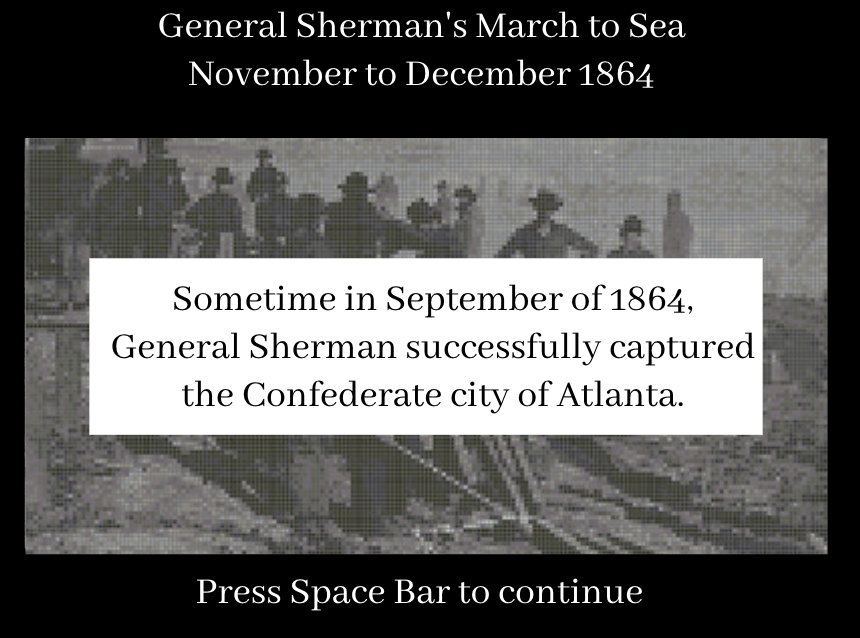 General Sherman's March to Sea
November to December 1864
Sometime in September of 1864,
General Sherman successfully captured
the Confederate city of Atlanta.
Press Space Bar to continue